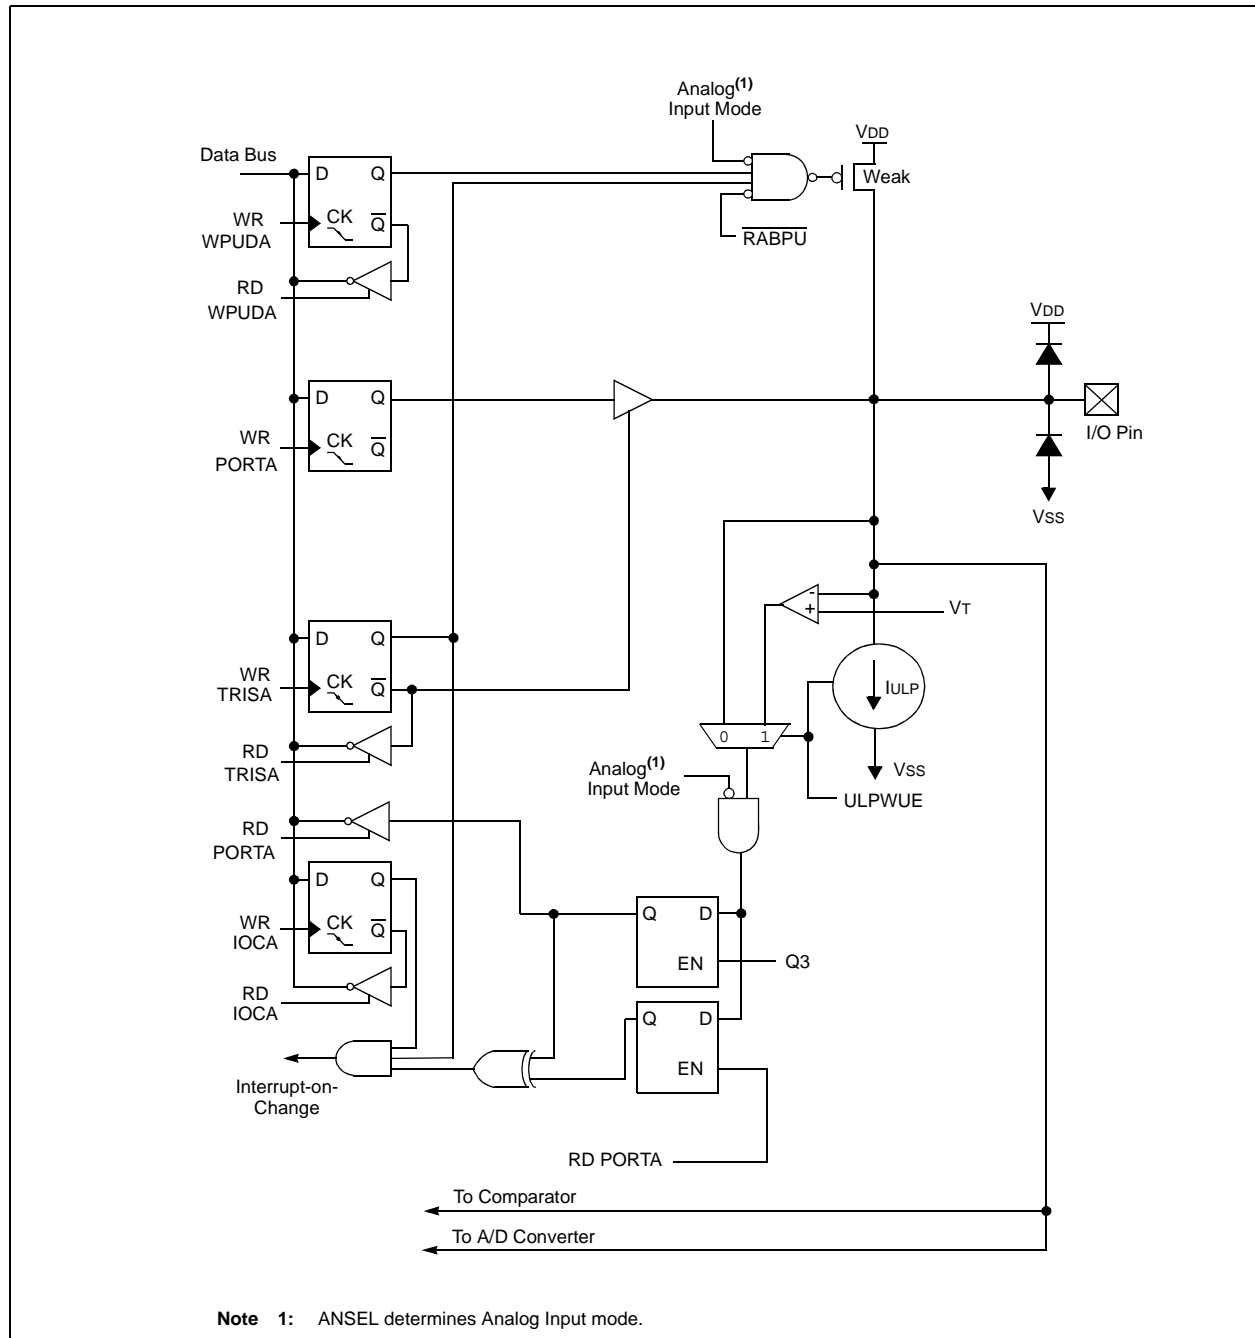 Analog(1)
Input Mode
VDD
Data Bus
D Q
Weak
WR
WPUDA
CK Q
RABPU
RD
WPUDA
VDD
D Q
I/O Pin
WR
PORTA
CK Q
VSS
- 
+
VT
D Q
WR
TRISA
CK Q
IULP
0 1
RD
TRISA
Analog(1)
Input Mode
VSS
ULPWUE
RD
PORTA
D Q
WR
IOCA
CK Q
Q D
EN
Q3
RD
IOCA
Q D
EN
Interrupt-on-
Change
RD PORTA
To Comparator
To A/D Converter
Note 1: ANSEL determines Analog Input mode.